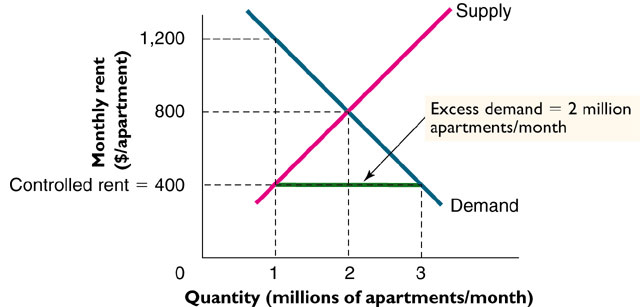 Supply
1,200
Monthly rent
($/apartment)
800
Excess demand = 2 million
apartments/month
Controlled rent = 400
Demand
0
1
2
3
Quantity (millions of apartments/month)